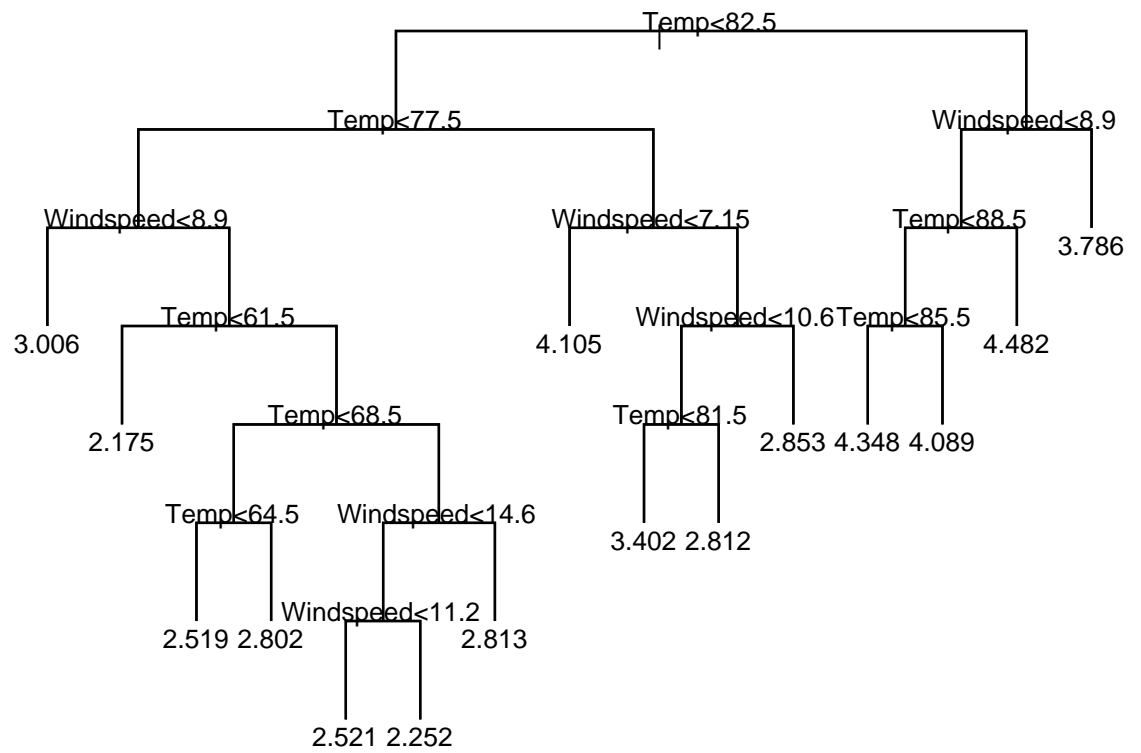 Temp<82.5
Temp<77.5 Windspeed<8.9
Windspeed<8.9 Windspeed<7.15 Temp<88.5
3.786
Temp<61.5 Windspeed<10.6 Temp<85.5
3.006 4.105 4.482
Temp<68.5 Temp<81.5
2.175 2.853 4.348 4.089
Temp<64.5 Windspeed<14.6
3.402 2.812
Windspeed<11.2
2.519 2.802 2.813
2.521 2.252